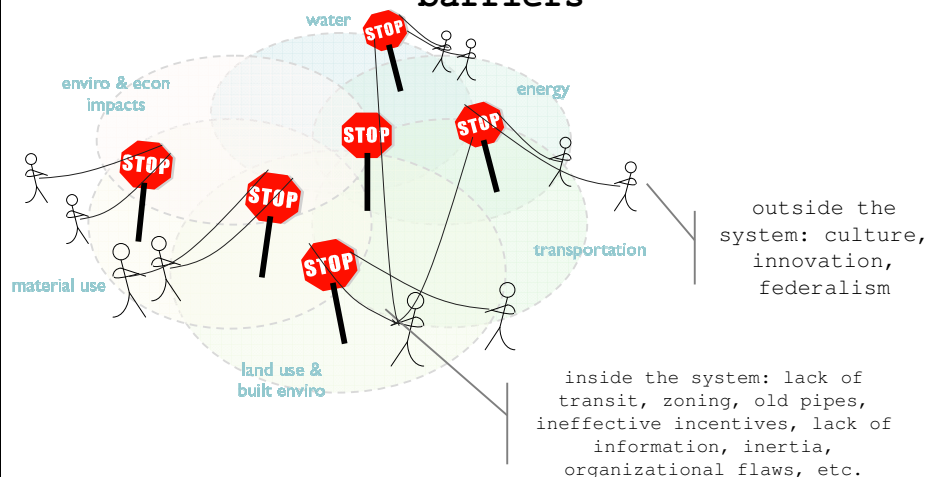 barriers
water
STOP
enviro & econ
impacts
energy
STOP
STOP
STOP
STOP
outside the
system: culture,
innovation,
federalism
transportation
STOP
material use
land use &
built enviro
inside the system: lack of
transit, zoning, old pipes,
ineffective incentives, lack of
information, inertia,
organizational flaws, etc.